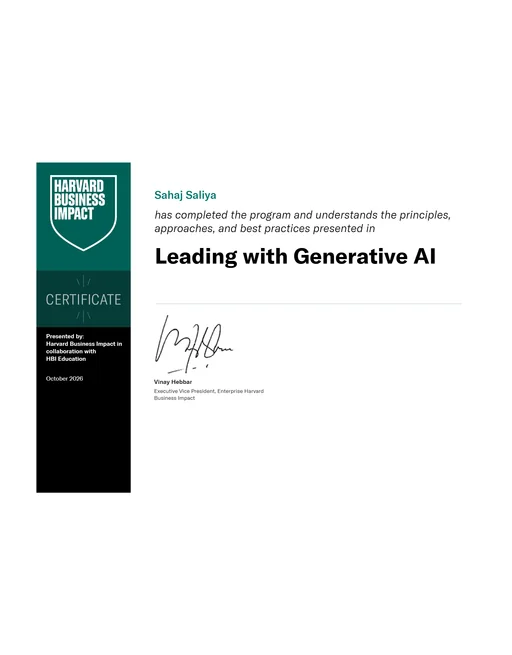 HARVARD
BUSINESS
IMPACT
CERTIFICATE
Presented by:
Harvard Business Impact in
collaboration with
HBI Education
October 2026
Sahaj Saliya
has completed the program and understands the principles,
approaches, and best practices presented in
Leading with Generative AI
Vinay Hebbar
Executive Vice President, Enterprise Harvard
Business Impact